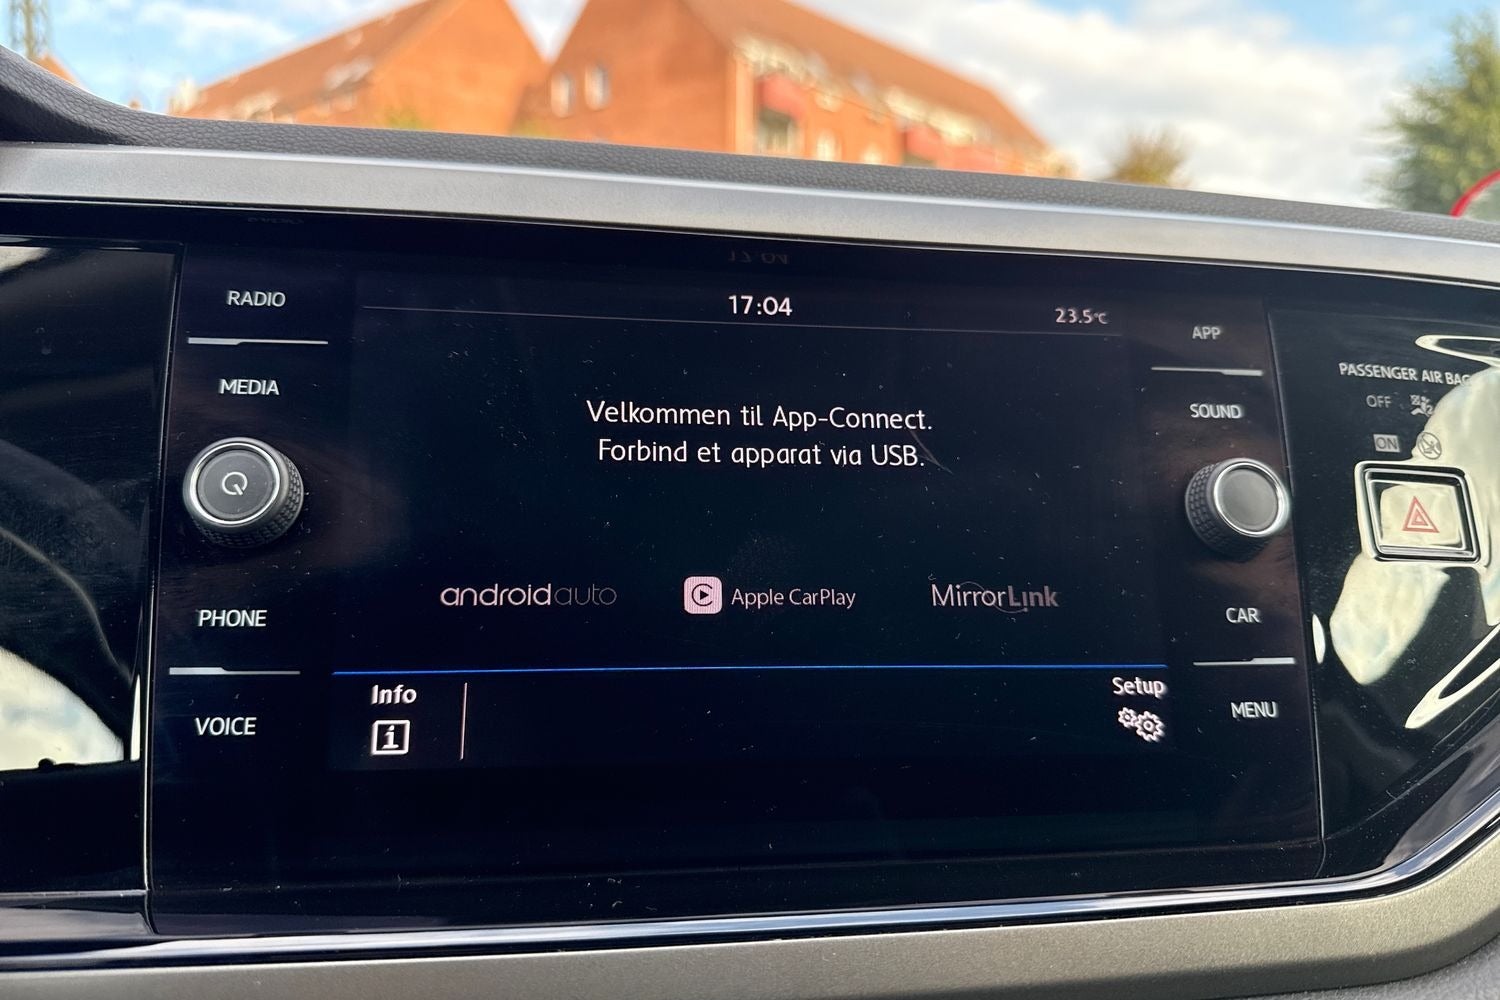 RADIO
MEDIA
PHONE
VOICE
17:04
23.5°C
Velkommen til App-Connect.
Forbind et apparat via USB.
androidauto
Apple CarPlay
MirrorLink
Info
i
Setup
APP
SOUND
CAR
MENU
PASSENGER AIR BAG
OFF
ON